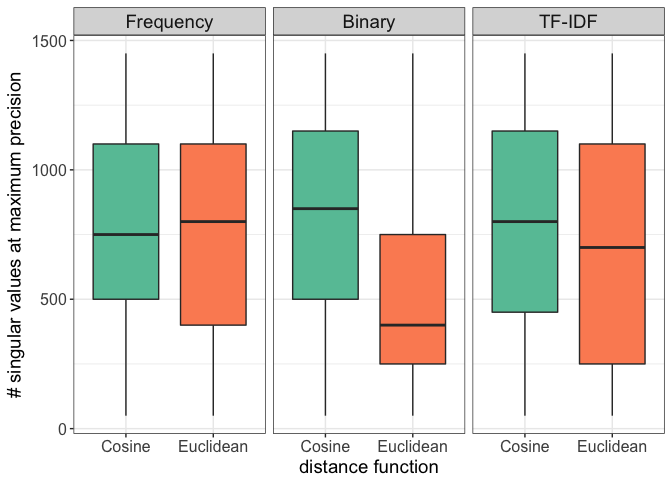 Frequency Binary TF-IDF
# singular values at maximum precision
1500
1000
500
0
Cosine Euclidean Cosine Euclidean Cosine Euclidean
distance function